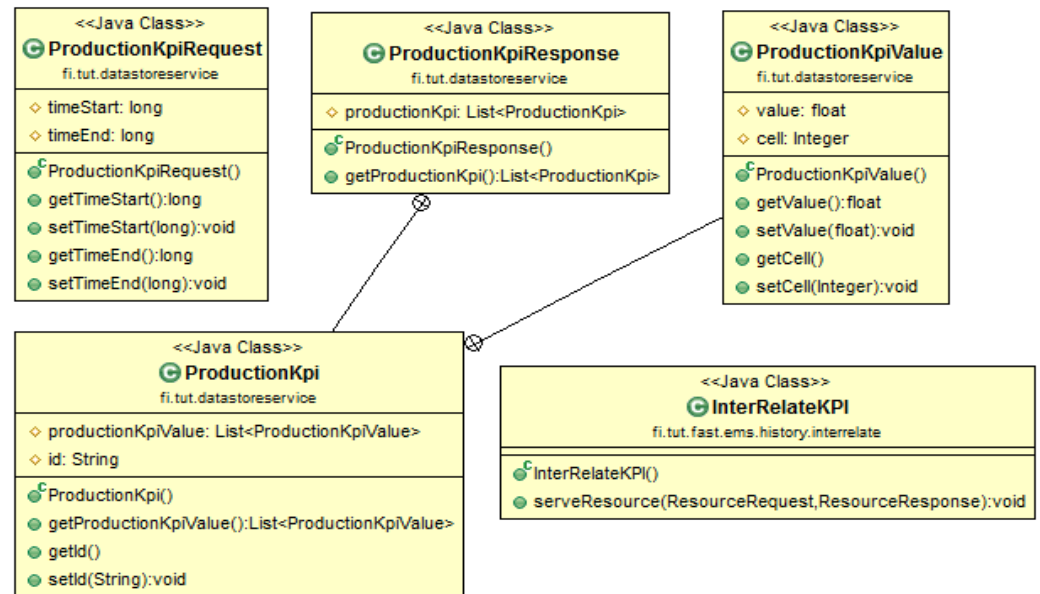 <<Java Class>>
ProductionKpiRequest
fi.tut.datastoreservice
timeStart: long
timeEnd: long
ProductionKpiRequest()
getTimeStart():long
setTimeStart(long):void
getTimeEnd():long
setTimeEnd(long):void
<<Java Class>>
ProductionKpiResponse
fi.tut.datastoreservice
productionKpi: List<ProductionKpi>
ProductionKpiResponse()
getProductionKpi():List<ProductionKpi>
<<Java Class>>
ProductionKpiValue
fi.tut.datastoreservice
value: float
cell: Integer
ProductionKpiValue()
getValue():float
setValue(float):void
getCell()
setCell(Integer):void
<<Java Class>>
ProductionKpi
fi.tut.datastoreservice
productionKpiValue: List<ProductionKpiValue>
id: String
ProductionKpi()
getProductionKpiValue():List<ProductionKpiValue>
getId()
setId(String):void
<<Java Class>>
InterRelateKPI
fi.tut.fast.ems.history.interrelate
InterRelateKPI()
serveResource(ResourceRequest,ResourceResponse):void